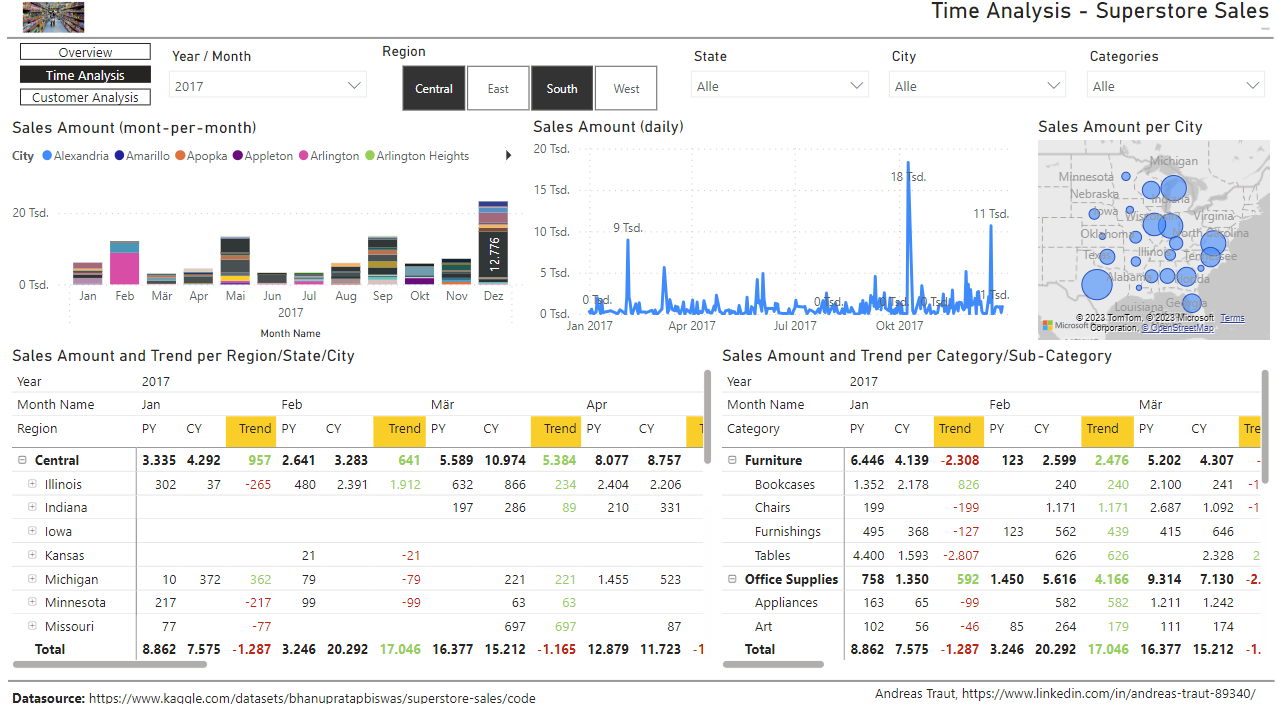 Time Analysis - Superstore Sales
Overview
Time Analysis
Customer Analysis
Year / Month
2017
Region
Central East South West
State
Alle
City
Alle
Categories
Alle
Sales Amount (mont-per-month)
City Alexandria Amarillo Apopka Appleton Arlington Arlington Heights
20 Tsd.
0 Tsd.
12.776
Jan Feb Mär Apr Mai Jun Jul Aug Sep Okt Nov Dez
2017
Month Name
Sales Amount (daily)
20 Tsd.
15 Tsd.
10 Tsd.
5 Tsd.
0 Tsd.
0 Tsd. 9 Tsd. 0 Tsd. 18 Tsd. 0 Tsd. 0 Tsd. 11 Tsd. 1 Tsd.
Jan 2017 Apr 2017 Jul 2017 Okt 2017
Sales Amount per City
Michigan
Minnesota
Nebraska
Indiana
Iowa
Wisconsin
Virginia
Oklahoma
North Carolina
Texas
Illinois
Tennessee
Alabama
Florida
Louisiana
Georgia
© 2023 TomTom, © 2023 Microsoft Terms
Microsoft Corporation, © OpenStreetMap
Sales Amount and Trend per Region/State/City
Year 2017
Month Name Jan Feb Mär Apr
Region PY CY Trend PY CY Trend PY CY Trend PY CY T
Central 3.335 4.292 957 2.641 3.283 641 5.589 10.974 5.384 8.077 8.757
Illinois 302 37 -265 480 2.391 1.912 632 866 234 2.404 2.206
Indiana 197 286 89 210 331
Iowa
Kansas 21 -21
Michigan 10 372 362 79 -79 221 221 1.455 523
Minnesota 217 -217 99 -99 63 63
Missouri 77 -77 697 697 87
Total 8.862 7.575 -1.287 3.246 20.292 17.046 16.377 15.212 -1.165 12.879 11.723 -1
Sales Amount and Trend per Category/Sub-Category
Year 2017
Month Name Jan Feb Mär
Category PY CY Trend PY CY Trend PY CY Tre
Furniture 6.446 4.139 -2.308 123 2.599 2.476 5.202 4.307 -
Bookcases 1.352 2.178 826 240 240 2.100 241 -1
Chairs 199 -199 1.171 1.171 2.687 1.092 -1
Furnishings 495 368 -127 123 562 439 415 646
Tables 4.400 1.593 -2.807 626 626 2.328 2
Office Supplies 758 1.350 592 1.450 5.616 4.166 9.314 7.130 -2.
Appliances 163 65 -99 582 582 1.211 1.242
Art 102 56 -46 85 264 179 111 174
Total 8.862 7.575 -1.287 3.246 20.292 17.046 16.377 15.212 -1.
Datasource: https://www.kaggle.com/datasets/bhanupratapbiswas/superstore-sales/code
Andreas Traut, https://www.linkedin.com/in/andreas-traut-89340/